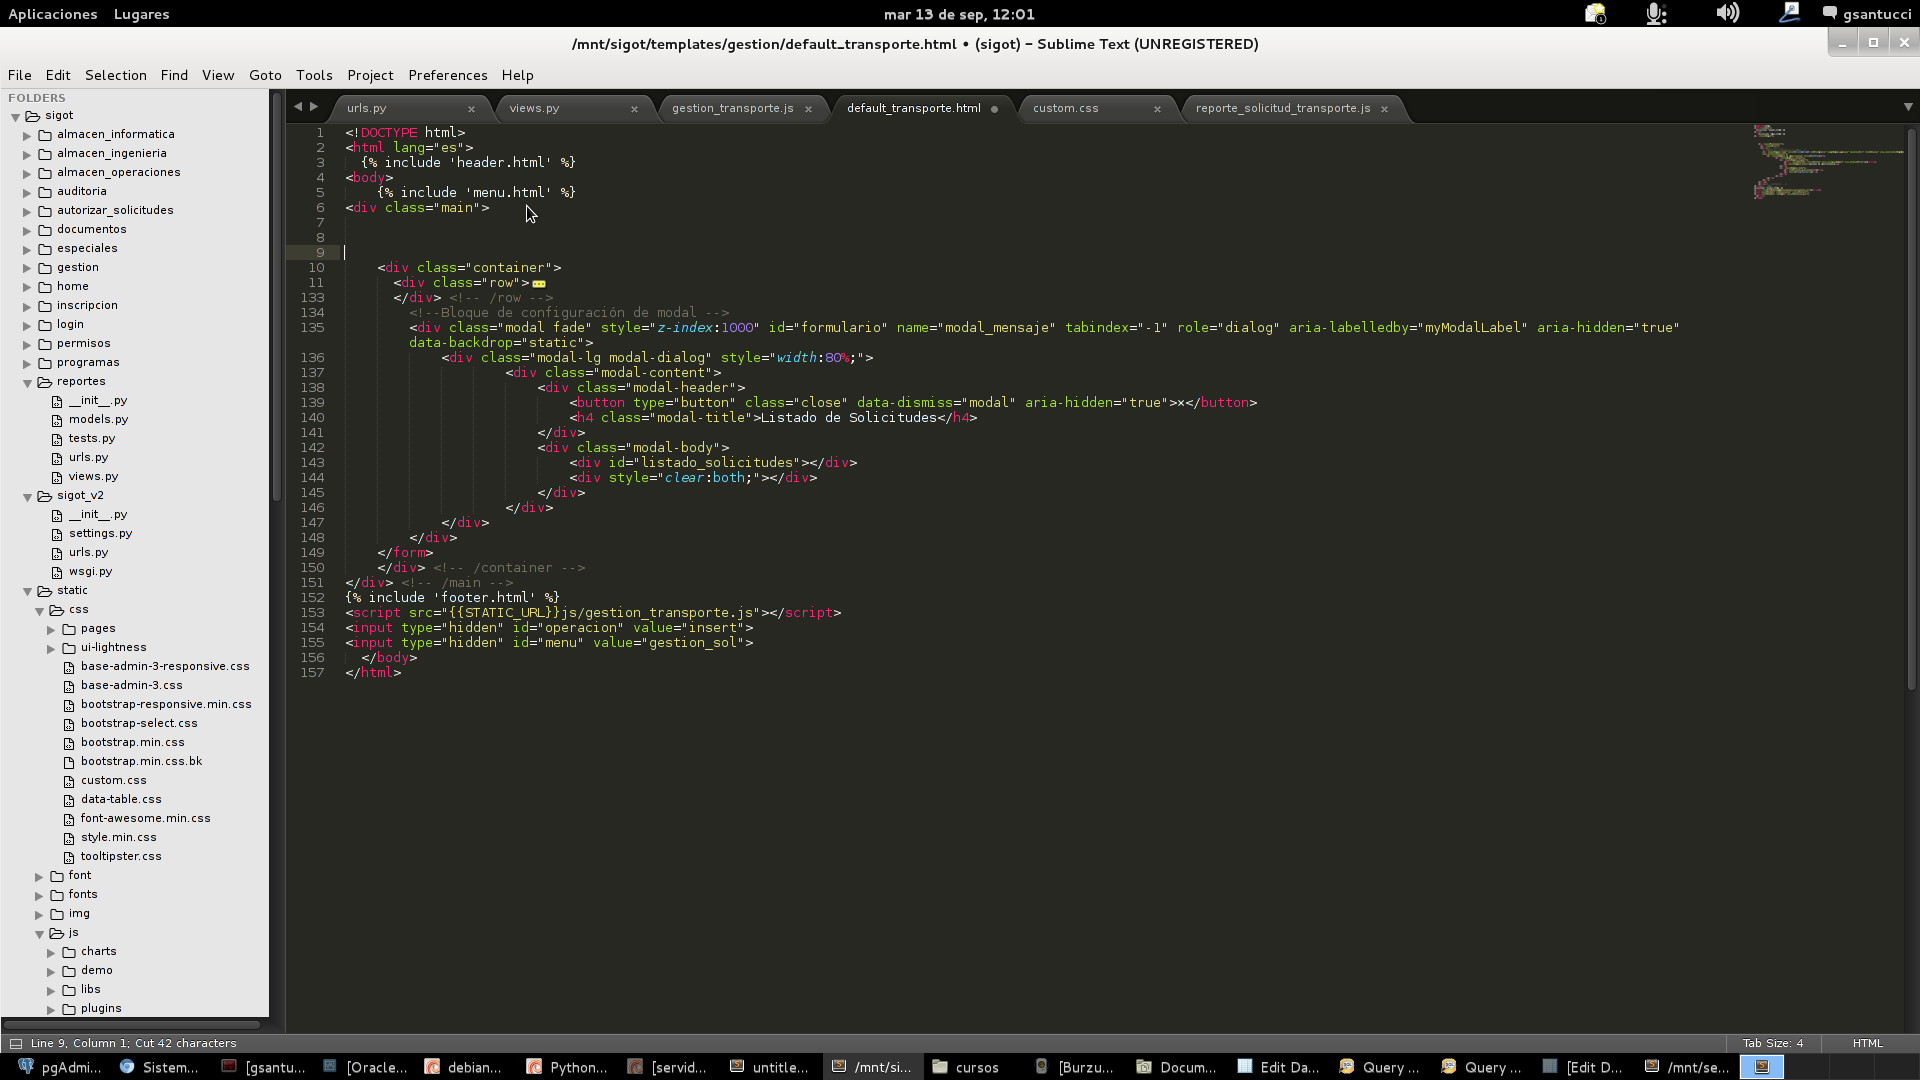 Aplicaciones Lugares mar 13 de sep, 12:01 gsantucci
/mnt/sigot/templates/gestion/default_transporte.html • (sigot) - Sublime Text (UNREGISTERED)
File Edit Selection Find View Goto Tools Project Preferences Help
FOLDERS
sigot
almacen_informatica
almacen_ingenieria
almacen_operaciones
auditoria
autorizar_solicitudes
documentos
especiales
gestion
home
inscripcion
login
permisos
programas
reportes
__init__.py
models.py
tests.py
urls.py
views.py
sigot_v2
__init__.py
settings.py
urls.py
wsgi.py
static
css
pages
ui-lightness
base-admin-3-responsive.css
base-admin-3.css
bootstrap-responsive.min.css
bootstrap-select.css
bootstrap.min.css
bootstrap.min.css.bk
custom.css
data-table.css
font-awesome.min.css
style.min.css
tooltipster.css
font
fonts
img
js
charts
demo
libs
plugins
urls.py × views.py × gestion_transporte.js × default_transporte.html • custom.css × reporte_solicitud_transporte.js ×
1 <!DOCTYPE html>
2 <html lang="es">
3 {% include 'header.html' %}
4 <body>
5 {% include 'menu.html' %}
6 <div class="main">
7
8
9
10 <div class="container">
11 <div class="row">
133 </div> <!-- /row -->
134 <!--Bloque de configuración de modal -->
135 <div class="modal fade" style="z-index:1000" id="formulario" name="modal_mensaje" tabindex="-1" role="dialog" aria-labelledby="myModalLabel" aria-hidden="true"
data-backdrop="static">
136 <div class="modal-lg modal-dialog" style="width:80%;">
137 <div class="modal-content">
138 <div class="modal-header">
139 <button type="button" class="close" data-dismiss="modal" aria-hidden="true">×</button>
140 <h4 class="modal-title">Listado de Solicitudes</h4>
141 </div>
142 <div class="modal-body">
143 <div id="listado_solicitudes"></div>
144 <div style="clear:both;"></div>
145 </div>
146 </div>
147 </div>
148 </div>
149 </form>
150 </div> <!-- /container -->
151 </div> <!-- /main -->
152 {% include 'footer.html' %}
153 <script src="{{STATIC_URL}}js/gestion_transporte.js"></script>
154 <input type="hidden" id="operacion" value="insert">
155 <input type="hidden" id="menu" value="gestion_sol">
156 </body>
157 </html>
Line 9, Column 1; Cut 42 characters Tab Size: 4 HTML
pgAdmi... Sistem... [gsantu... [Oracle... debian... Python... [servid... untitle... /mnt/si... cursos [Burzu... Docum... Edit Da... Query ... Query ... [Edit D... /mnt/se...